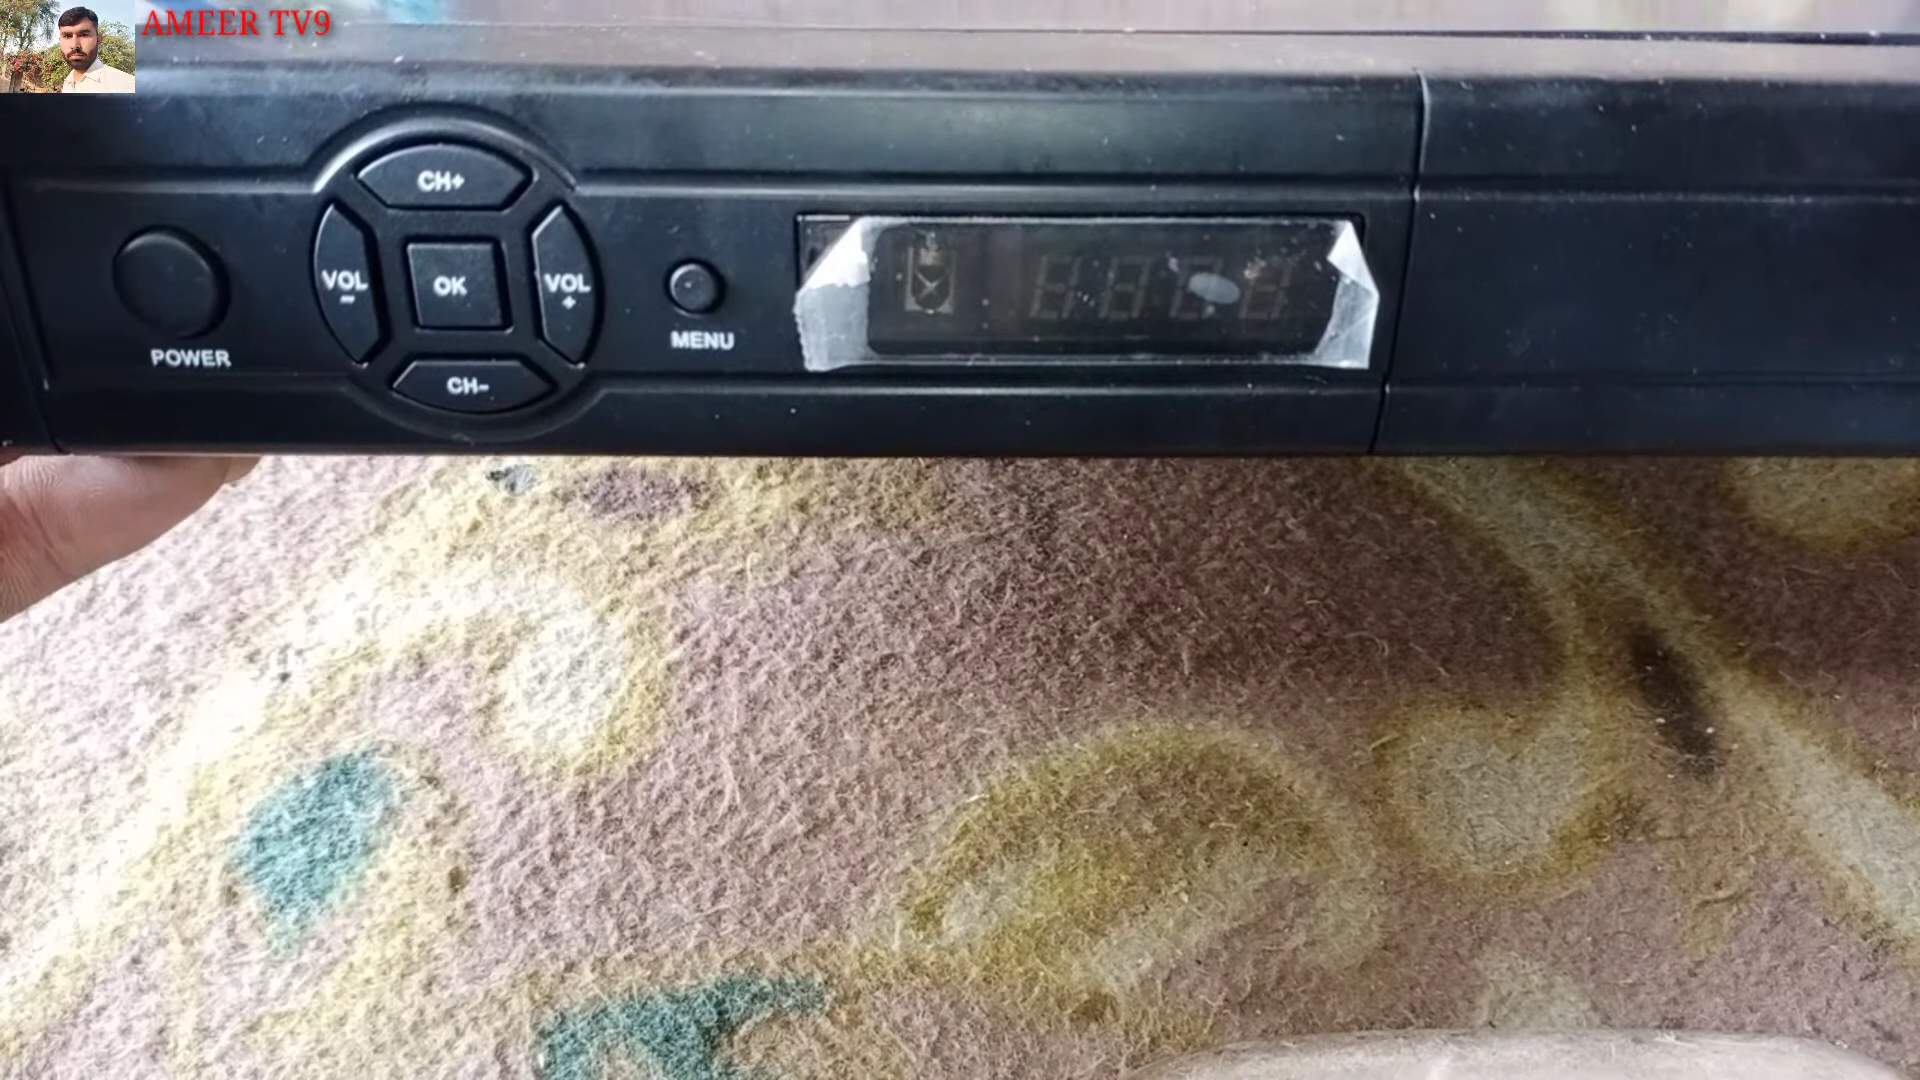 AMEER TV9
CH+
VOL
-
OK
VOL
+
MENU
POWER
CH-